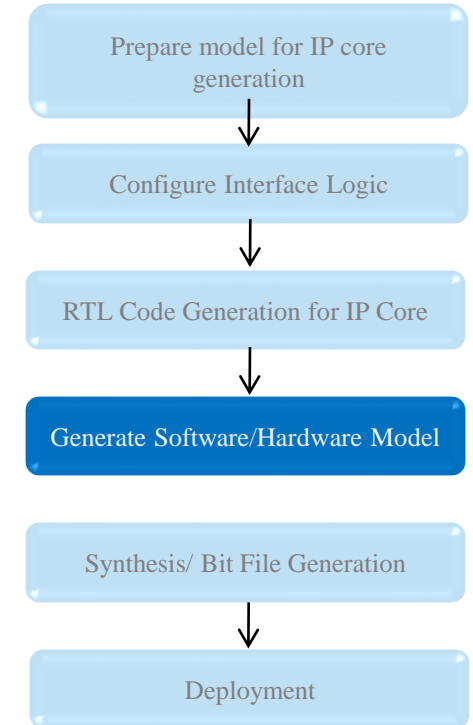 Prepare model for IP core
generation
Configure Interface Logic
RTL Code Generation for IP Core
Generate Software/Hardware Model
Synthesis/ Bit File Generation
Deployment